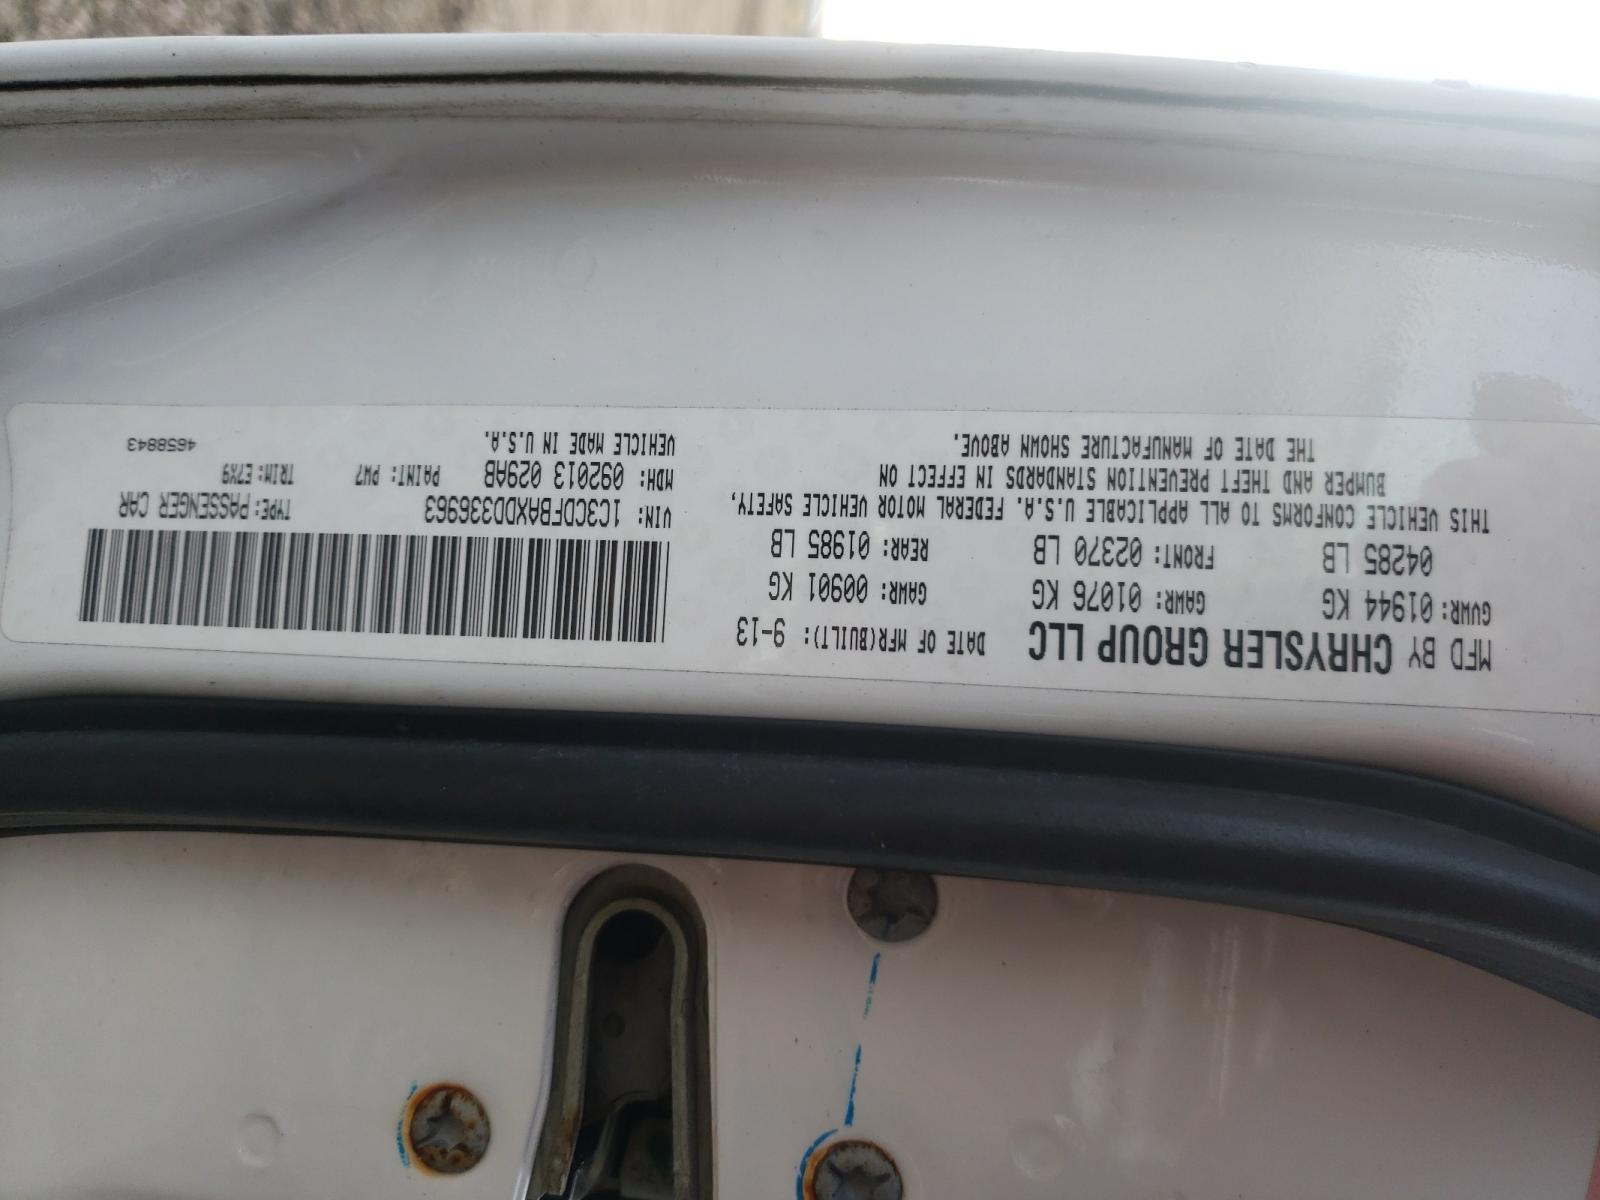 MFD BY CHRYSLER GROUP LLC DATE OF MFR(BUILT): 9-13
GVWR: 01944 KG GAWR: 01076 KG GAWR: 00901 KG
04285 LB FRONT: 02370 LB REAR: 01985 LB
THIS VEHICLE CONFORMS TO ALL APPLICABLE U.S.A. FEDERAL MOTOR VEHICLE SAFETY,
BUMPER AND THEFT PREVENTION STANDARDS IN EFFECT ON
THE DATE OF MANUFACTURE SHOWN ABOVE.
VIN: 1C3CDFBAXDD336963 TYPE: PASSENGER CAR
MDH: 092013 029AB PAINT: PW7 TRIM: E7X9
VEHICLE MADE IN U.S.A. 4658843